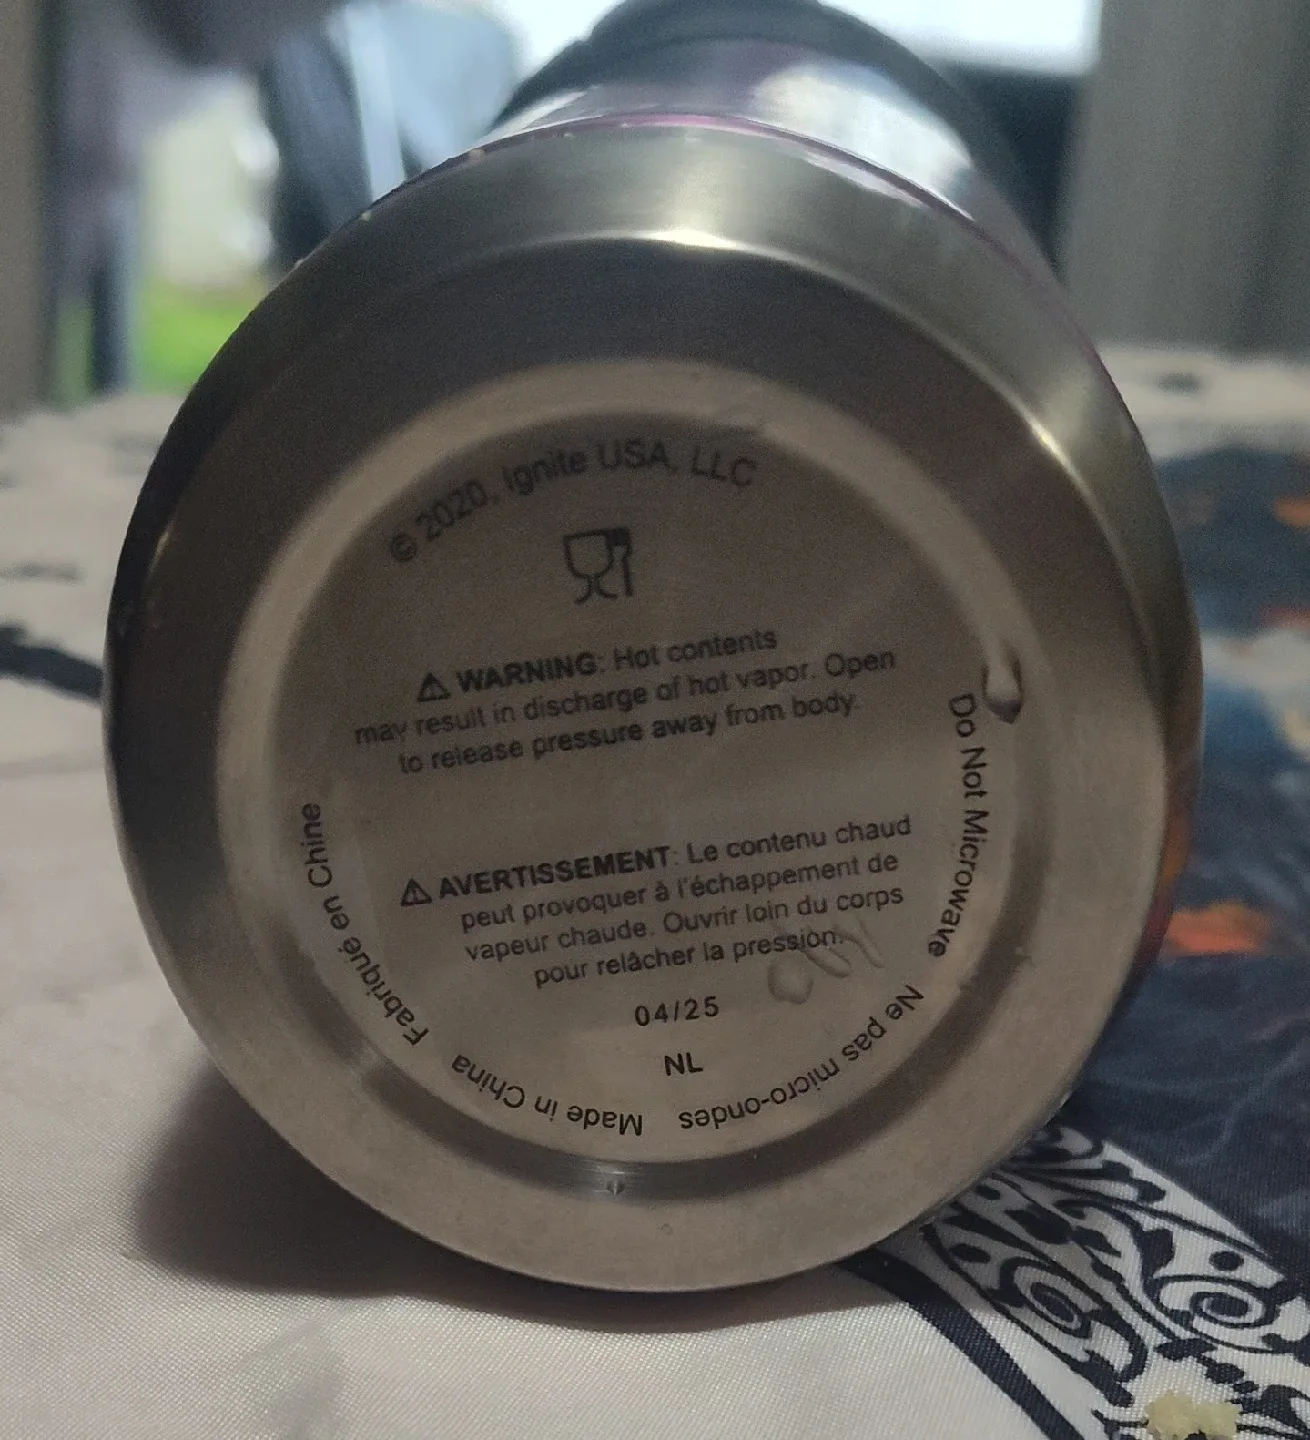 © 2020, Ignite USA, LLC
⚠ WARNING: Hot contents
may result in discharge of hot vapor. Open
to release pressure away from body.
⚠ AVERTISSEMENT: Le contenu chaud
peut provoquer à l'échappement de
vapeur chaude. Ouvrir loin du corps
pour relâcher la pression.
04/25
NL
Do Not Microwave
Ne pas micro-ondes
Made in China
Fabriqué en Chine